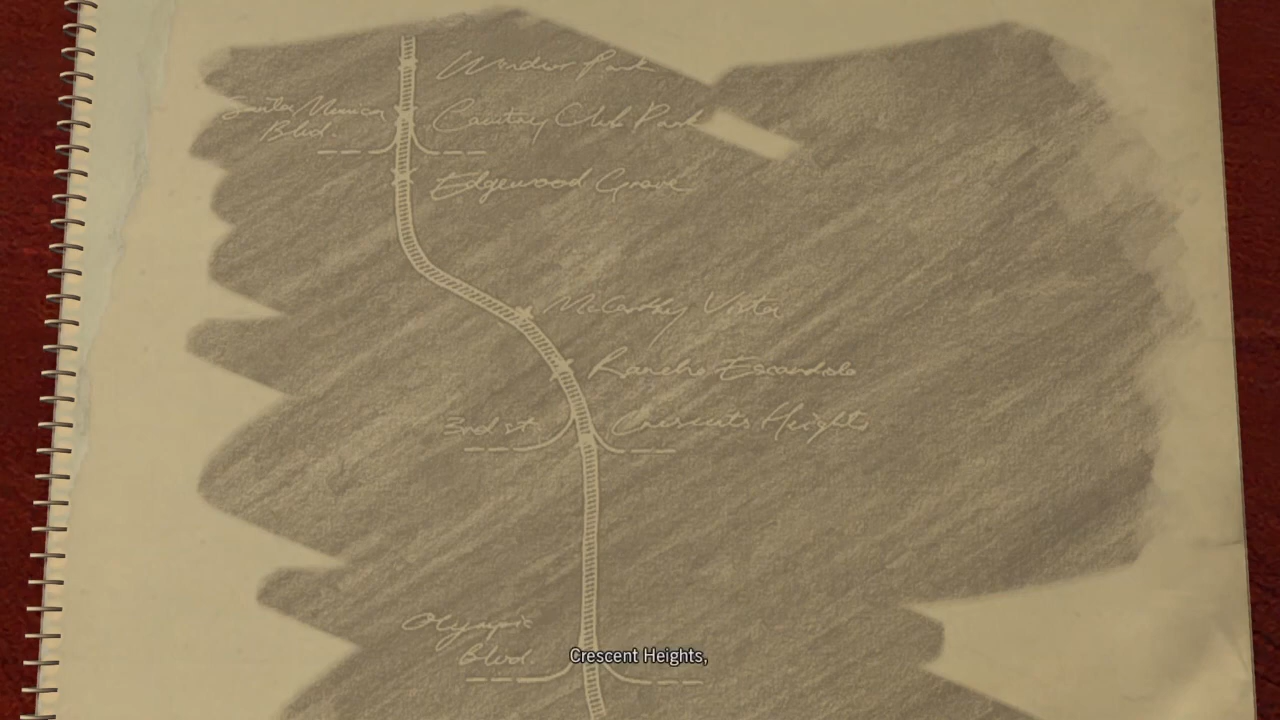 Windsor Park
Santa Monica
Blvd.
Country Club Park
Edgewood Grove
McCarthy Vista
Rancho Escondido
3rd st.
Crescents Heights
Olympic
Blvd.
Crescent Heights,